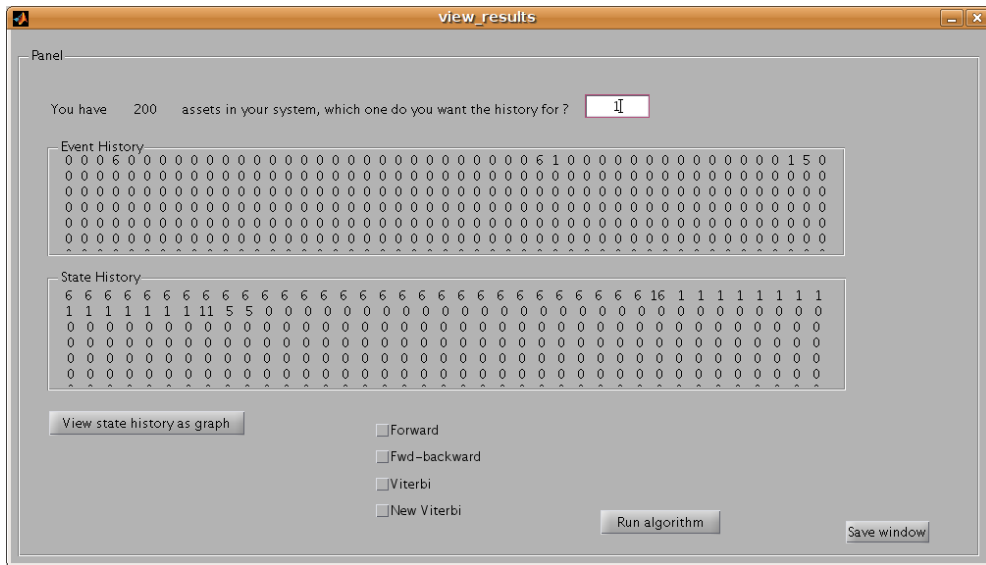 view_results
Panel
You have 200 assets in your system, which one do you want the history for ? 1
Event History
0 0 0 6 0 0 0 0 0 0 0 0 0 0 0 0 0 0 0 0 0 0 0 0 0 0 0 0 0 0 6 1 0 0 0 0 0 0 0 0 0 0 0 0 0 0 1 5 0
0 0 0 0 0 0 0 0 0 0 0 0 0 0 0 0 0 0 0 0 0 0 0 0 0 0 0 0 0 0 0 0 0 0 0 0 0 0 0 0 0 0 0 0 0 0 0 0 0
0 0 0 0 0 0 0 0 0 0 0 0 0 0 0 0 0 0 0 0 0 0 0 0 0 0 0 0 0 0 0 0 0 0 0 0 0 0 0 0 0 0 0 0 0 0 0 0 0
0 0 0 0 0 0 0 0 0 0 0 0 0 0 0 0 0 0 0 0 0 0 0 0 0 0 0 0 0 0 0 0 0 0 0 0 0 0 0 0 0 0 0 0 0 0 0 0 0
0 0 0 0 0 0 0 0 0 0 0 0 0 0 0 0 0 0 0 0 0 0 0 0 0 0 0 0 0 0 0 0 0 0 0 0 0 0 0 0 0 0 0 0 0 0 0 0 0
0 0 0 0 0 0 0 0 0 0 0 0 0 0 0 0 0 0 0 0 0 0 0 0 0 0 0 0 0 0 0 0 0 0 0 0 0 0 0 0 0 0 0 0 0 0 0 0 0
State History
6 6 6 6 6 6 6 6 6 6 6 6 6 6 6 6 6 6 6 6 6 6 6 6 6 6 6 6 6 6 16 1 1 1 1 1 1 1 1
1 1 1 1 1 1 1 11 5 5 0 0 0 0 0 0 0 0 0 0 0 0 0 0 0 0 0 0 0 0 0 0 0 0 0 0 0 0 0
0 0 0 0 0 0 0 0 0 0 0 0 0 0 0 0 0 0 0 0 0 0 0 0 0 0 0 0 0 0 0 0 0 0 0 0 0 0 0
0 0 0 0 0 0 0 0 0 0 0 0 0 0 0 0 0 0 0 0 0 0 0 0 0 0 0 0 0 0 0 0 0 0 0 0 0 0 0
0 0 0 0 0 0 0 0 0 0 0 0 0 0 0 0 0 0 0 0 0 0 0 0 0 0 0 0 0 0 0 0 0 0 0 0 0 0 0
0 0 0 0 0 0 0 0 0 0 0 0 0 0 0 0 0 0 0 0 0 0 0 0 0 0 0 0 0 0 0 0 0 0 0 0 0 0 0
View state history as graph
Forward
Fwd-backward
Viterbi
New Viterbi
Run algorithm
Save window